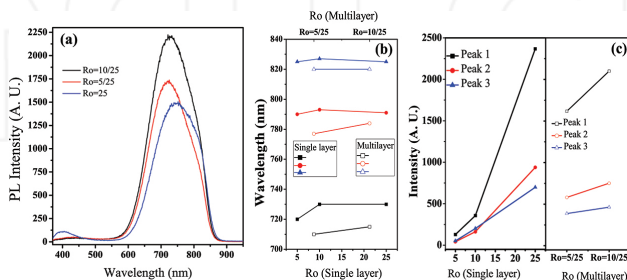 (a)
PL Intensity (A. U.)
2250
2000
1750
1500
1250
1000
750
500
250
0
Ro=10/25
Ro=5/25
Ro=25
400 500 600 700 800 900
Wavelength (nm)
Ro (Multilayer)
Ro=5/25 Ro=10/25
(b)
Wavelength (nm)
840
820
800
780
760
740
720
700
Single layer
Multilayer
5 10 15 20 25
Ro (Single layer)
(c)
Intensity (A. U.)
2500
2000
1500
1000
500
0
Peak 1
Peak 2
Peak 3
Peak 1
Peak 2
Peak 3
5 10 15 20 25
Ro (Single layer)
Ro=5/25 Ro=10/25
Ro (Multilayer)